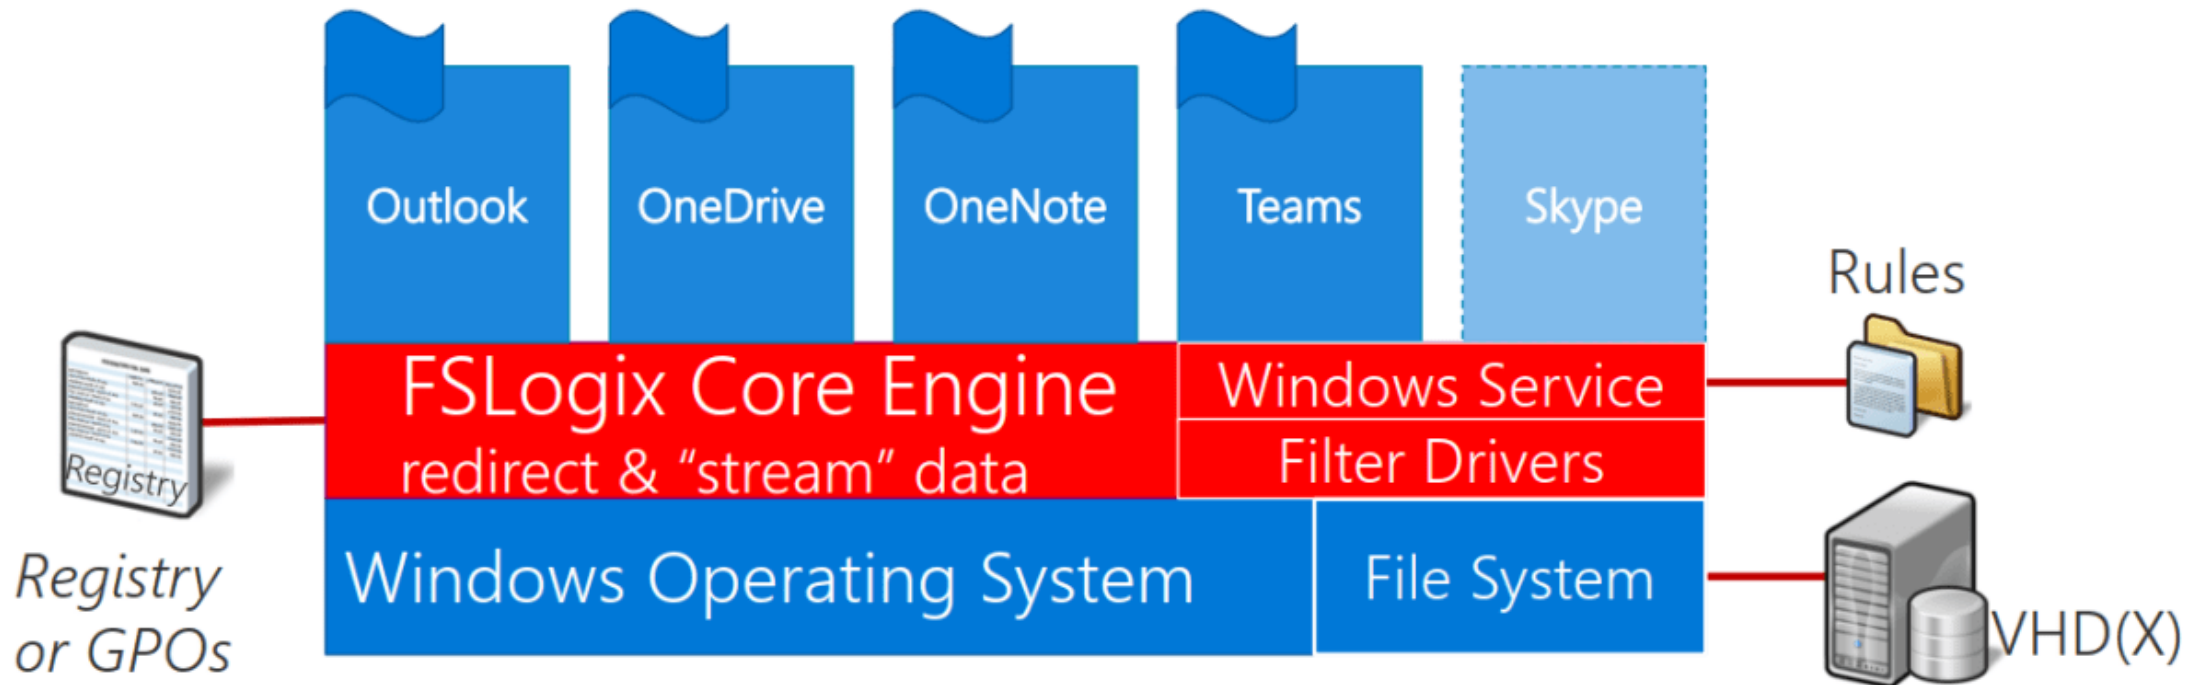 Outlook
OneDrive
OneNote
Teams
Skype
Rules
FSLogix Core Engine
redirect & “stream” data
Windows Service
Filter Drivers
Registry
Registry
or GPOs
Windows Operating System
File System
VHD(X)